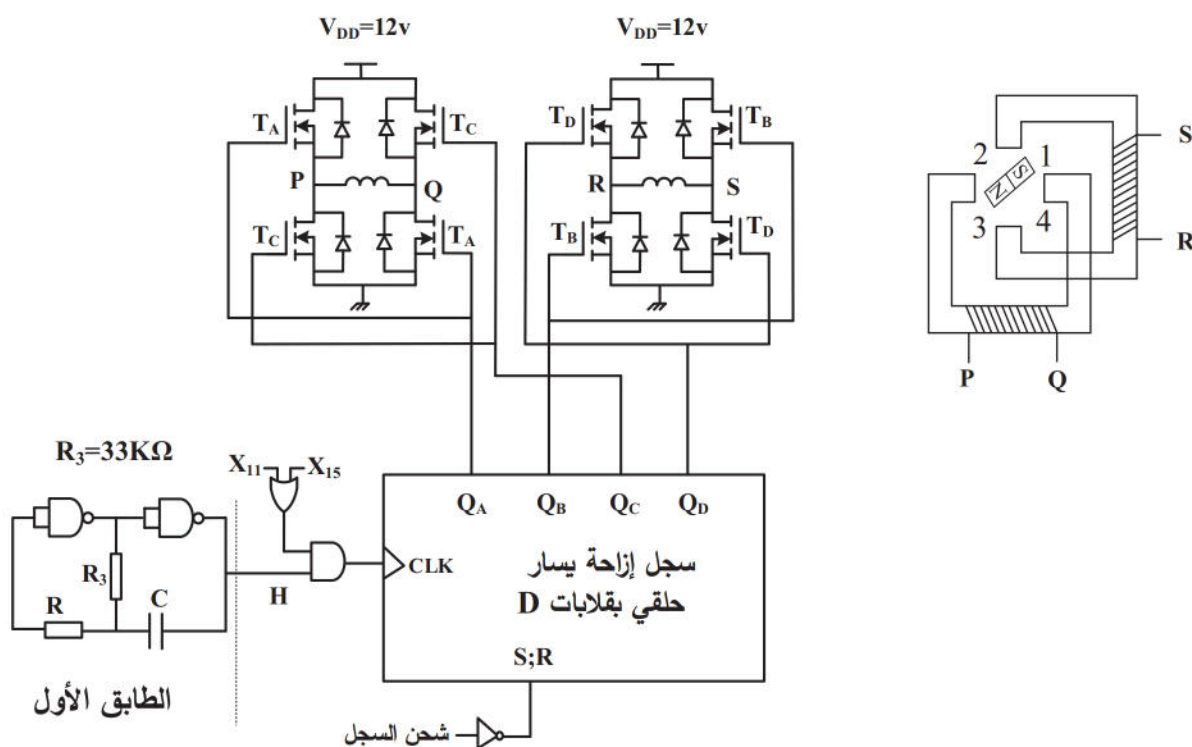 V_DD=12v V_DD=12v
T_A T_C T_D T_B
P Q R S
T_C T_A T_B T_D
S
2 1
S N
3 4
R
P Q
R₃=33KΩ
X₁₁ X₁₅
Q_A Q_B Q_C Q_D
CLK
سجل إزاحة يسار
حلقي بقلابات D
R₃
R C
H
S;R
الطابق الأول
شحن السجل